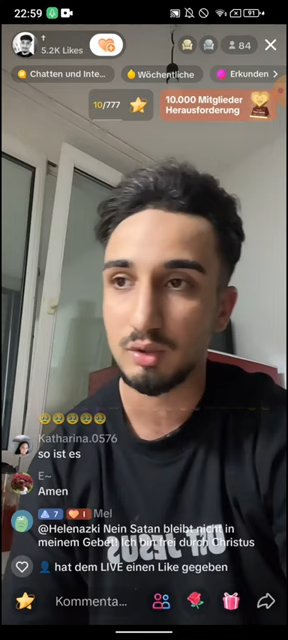 22:59
91
†
5.2K Likes
84
Chatten und Inte...
Wöchentliche
Erkunden >
10/777
10.000 Mitglieder
Herausforderung
Katharina.0576
so ist es
E~
Amen
7
1
Mel
@Helenazki Nein Satan bleibt nicht in
meinem Gebet! Ich bin frei durch Christus
JESUS
hat dem LIVE einen Like gegeben
Kommenta...